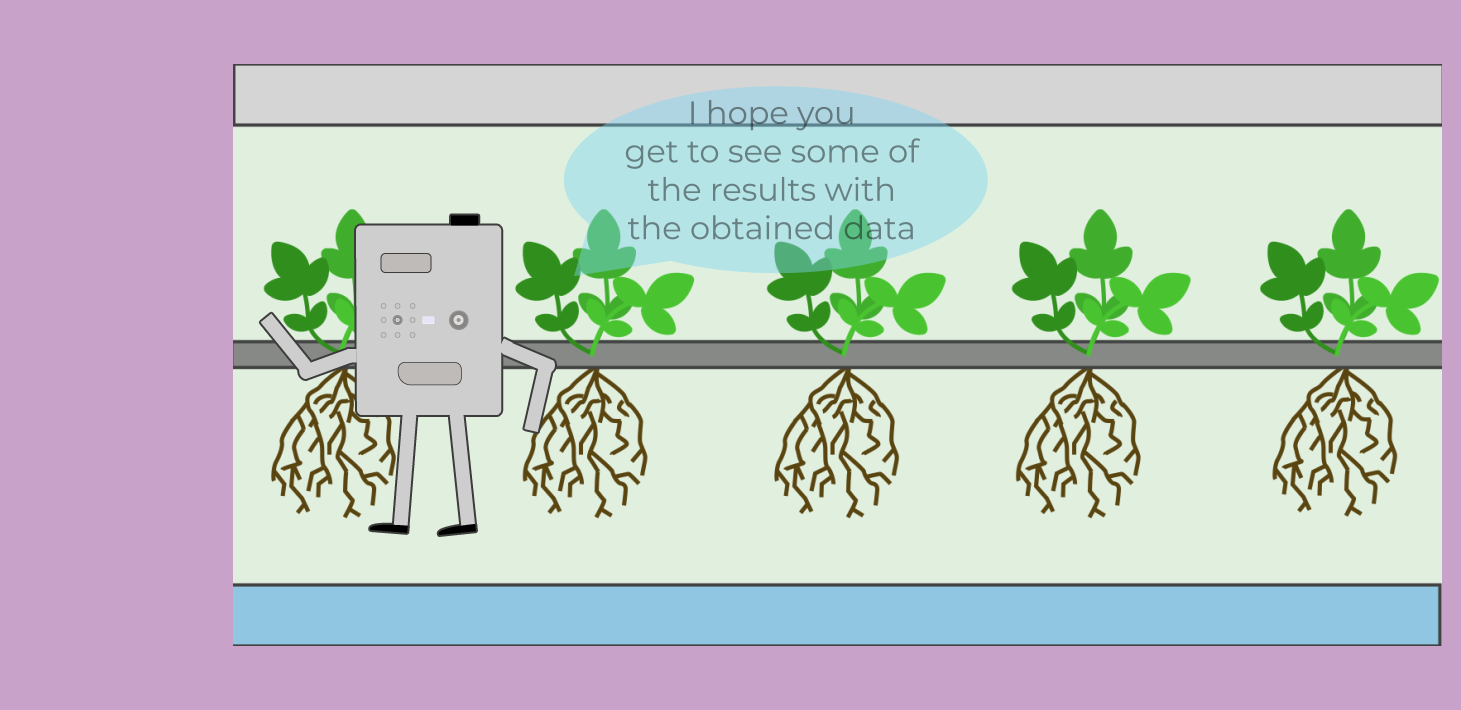 I hope you
get to see some of
the results with
the obtained data